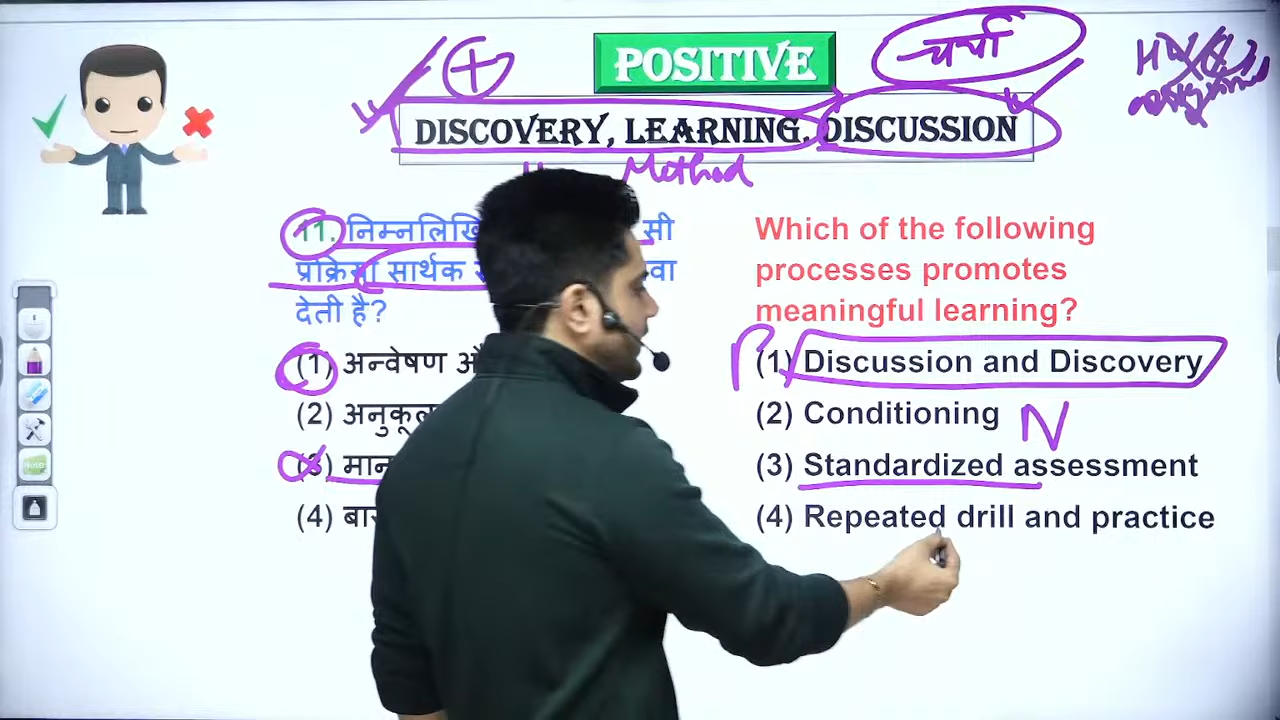 POSITIVE
चर्चा
DISCOVERY, LEARNING, DISCUSSION
Method
11. निम्नलिखि सी
प्रक्रिया सार्थक वा
देती है?
(1) अन्वेषण औ
(2) अनुकूल
(3) मान
(4) बार
Which of the following
processes promotes
meaningful learning?
(1) Discussion and Discovery
(2) Conditioning N
(3) Standardized assessment
(4) Repeated drill and practice
Note